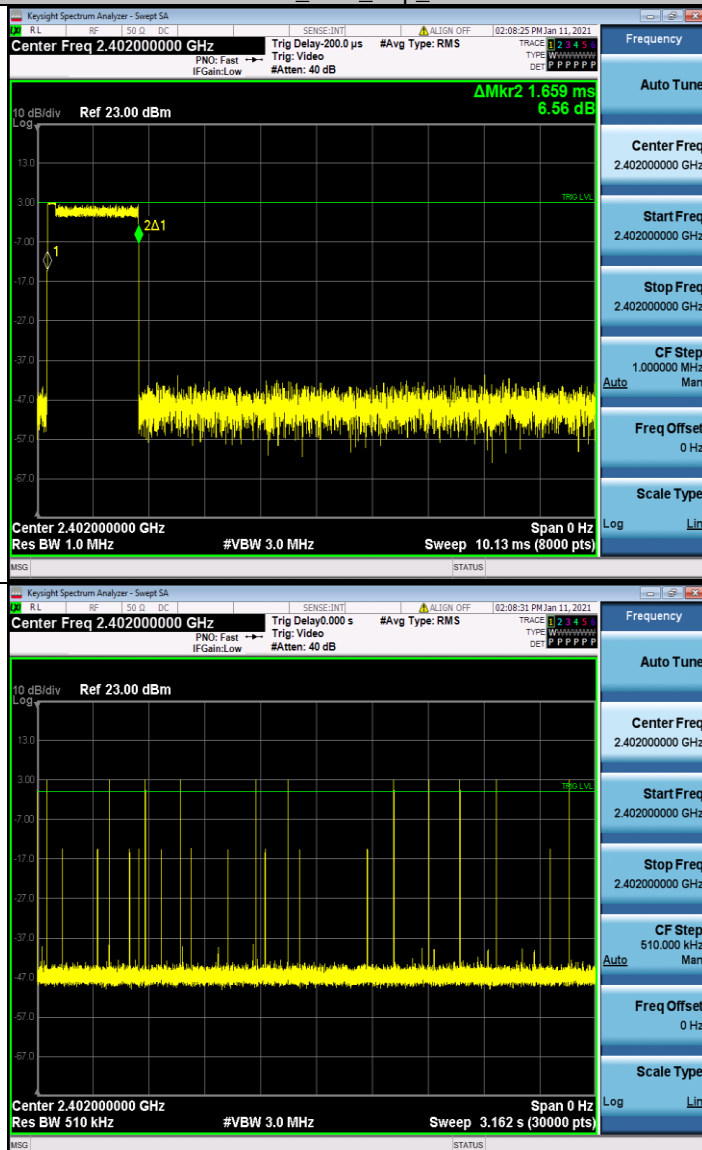 Keysight Spectrum Analyzer - Swept SA
RL RF 50 Ω DC SENSE:INT ALIGN OFF 02:08:25 PM Jan 11, 2021
Center Freq 2.402000000 GHz
Trig Delay-200.0 µs #Avg Type: RMS TRACE 1 2 3 4 5 6
PNO: Fast Trig: Video TYPE
IFGain:Low #Atten: 40 dB DET P P P P P P
ΔMkr2 1.659 ms
6.56 dB
10 dB/div Ref 23.00 dBm
Log
13.0
3.00
TRIG LVL
2Δ1
-7.00
1
-17.0
-27.0
-37.0
-47.0
-57.0
-67.0
Center 2.402000000 GHz Span 0 Hz
Res BW 1.0 MHz #VBW 3.0 MHz Sweep 10.13 ms (8000 pts)
MSG STATUS
Frequency
Auto Tune
Center Freq
2.402000000 GHz
Start Freq
2.402000000 GHz
Stop Freq
2.402000000 GHz
CF Step
1.000000 MHz
Auto Man
Freq Offset
0 Hz
Scale Type
Log Lin
Keysight Spectrum Analyzer - Swept SA
RL RF 50 Ω DC SENSE:INT ALIGN OFF 02:08:31 PM Jan 11, 2021
Center Freq 2.402000000 GHz
Trig Delay0.000 s #Avg Type: RMS TRACE 1 2 3 4 5 6
PNO: Fast Trig: Video TYPE
IFGain:Low #Atten: 40 dB DET P P P P P P
10 dB/div Ref 23.00 dBm
Log
13.0
3.00
TRIG LVL
-7.00
-17.0
-27.0
-37.0
-47.0
-57.0
-67.0
Center 2.402000000 GHz Span 0 Hz
Res BW 510 kHz #VBW 3.0 MHz Sweep 3.162 s (30000 pts)
MSG STATUS
Frequency
Auto Tune
Center Freq
2.402000000 GHz
Start Freq
2.402000000 GHz
Stop Freq
2.402000000 GHz
CF Step
510.000 kHz
Auto Man
Freq Offset
0 Hz
Scale Type
Log Lin